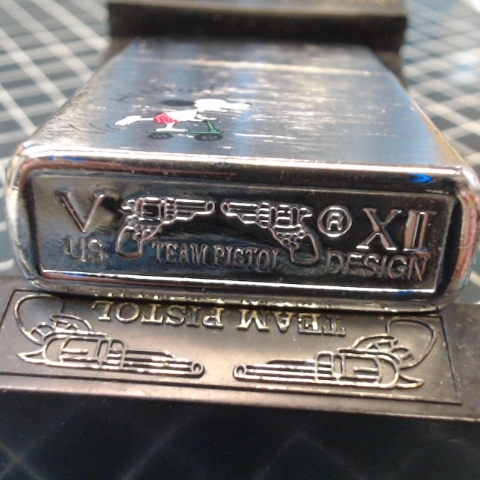 V ® XII
US TEAM PISTOL DESIGN
TEAM PISTOL